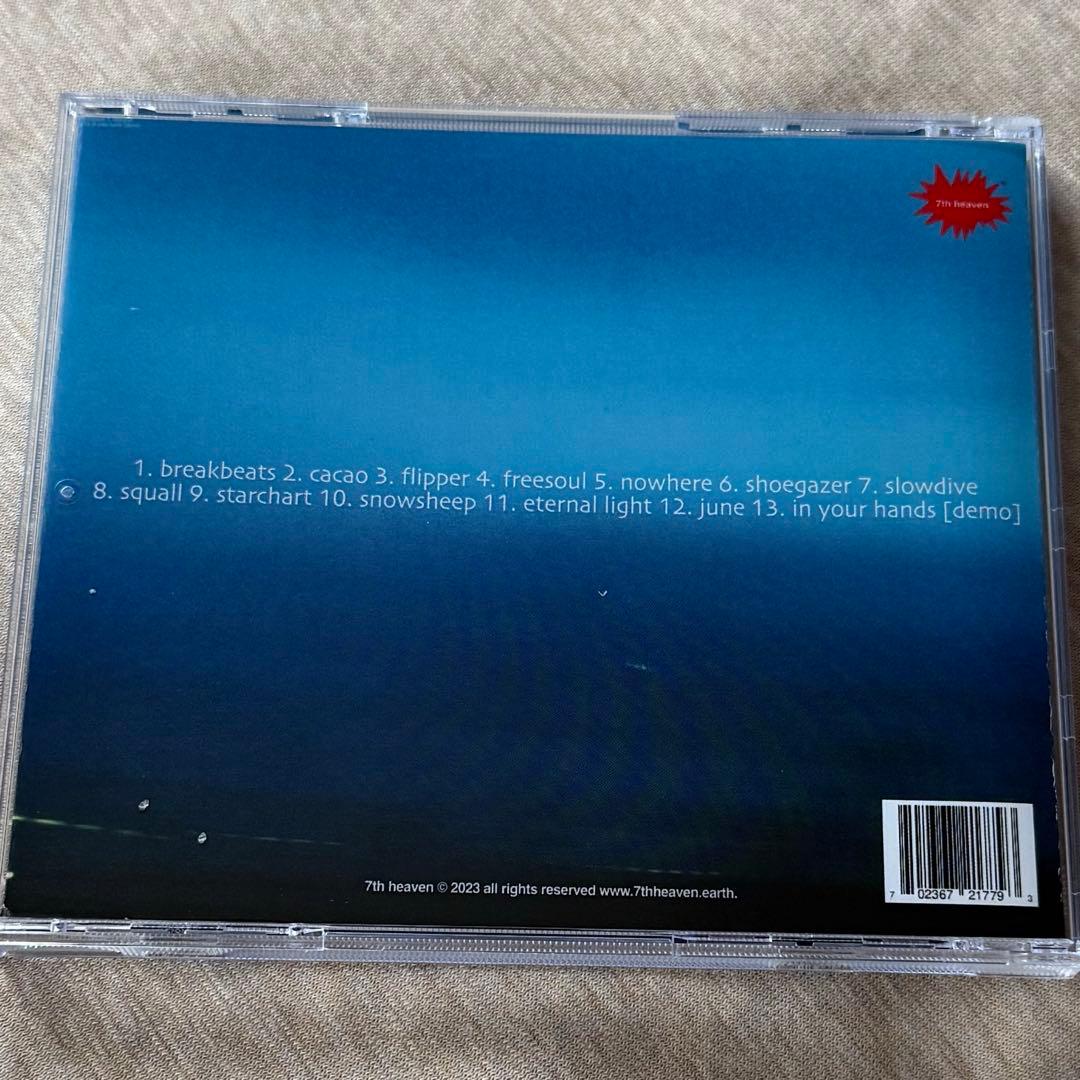 7th heaven
1. breakbeats 2. cacao 3. flipper 4. freesoul 5. nowhere 6. shoegazer 7. slowdive
8. squall 9. starchart 10. snowsheep 11. eternal light 12. june 13. in your hands [demo]
7th heaven © 2023 all rights reserved www.7thheaven.earth.
7 02367 21779 3